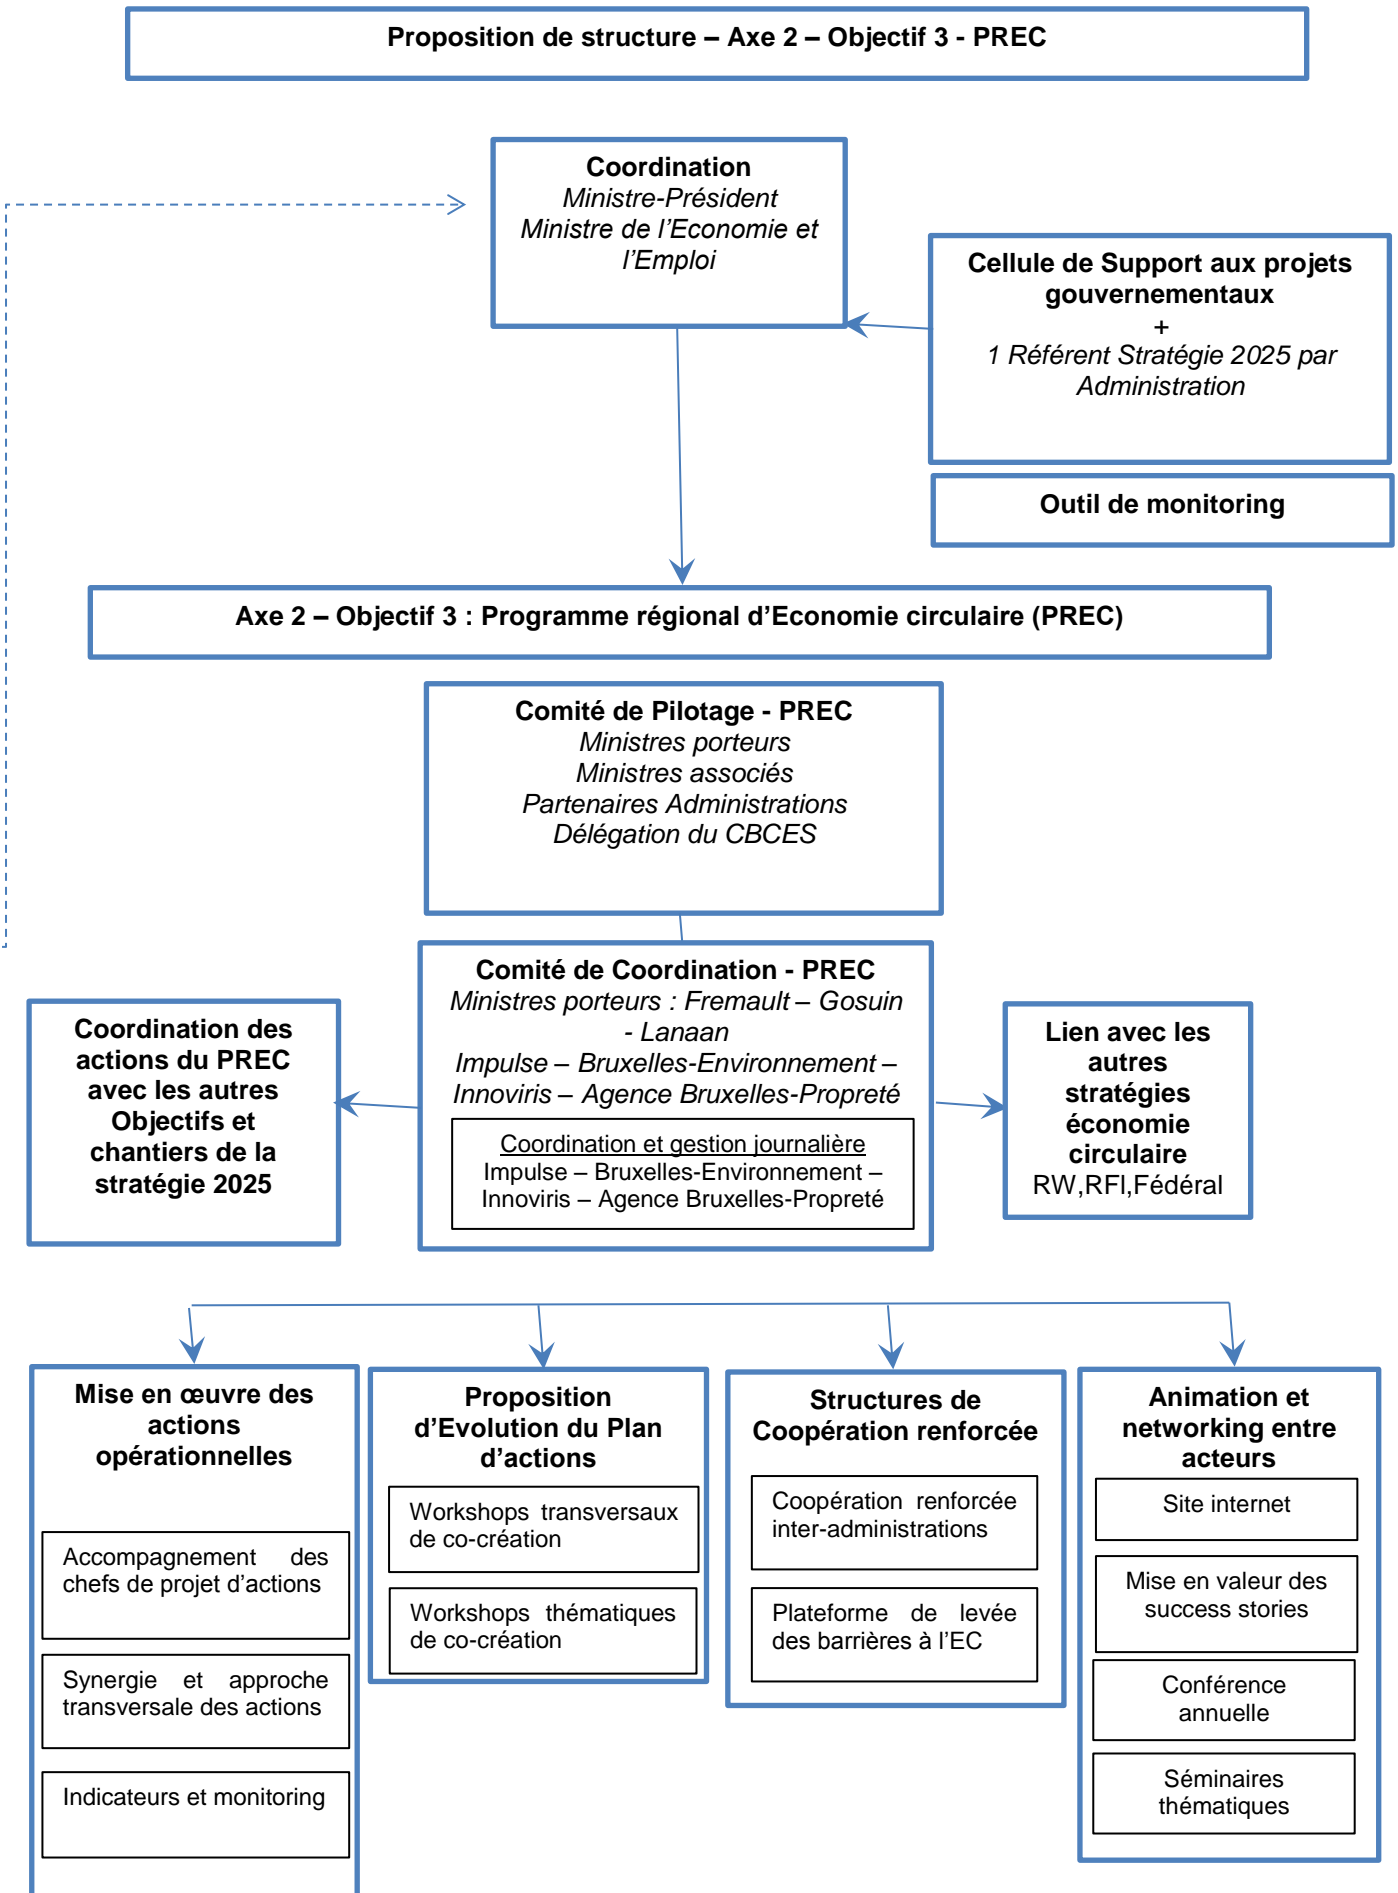 Proposition de structure – Axe 2 – Objectif 3 - PREC
Coordination
Ministre-Président
Ministre de l'Economie et
l'Emploi
Cellule de Support aux projets
gouvernementaux
+
1 Référent Stratégie 2025 par
Administration
Outil de monitoring
Axe 2 – Objectif 3 : Programme régional d'Economie circulaire (PREC)
Comité de Pilotage - PREC
Ministres porteurs
Ministres associés
Partenaires Administrations
Délégation du CBCES
Comité de Coordination - PREC
Ministres porteurs : Fremault – Gosuin
- Lanaan
Impulse – Bruxelles-Environnement –
Innoviris – Agence Bruxelles-Propreté
Coordination et gestion journalière
Impulse – Bruxelles-Environnement –
Innoviris – Agence Bruxelles-Propreté
Coordination des
actions du PREC
avec les autres
Objectifs et
chantiers de la
stratégie 2025
Lien avec les
autres
stratégies
économie
circulaire
RW,RFl,Fédéral
Mise en œuvre des
actions
opérationnelles
Accompagnement des
chefs de projet d'actions
Synergie et approche
transversale des actions
Indicateurs et monitoring
Proposition
d'Evolution du Plan
d'actions
Workshops transversaux
de co-création
Workshops thématiques
de co-création
Structures de
Coopération renforcée
Coopération renforcée
inter-administrations
Plateforme de levée
des barrières à l'EC
Animation et
networking entre
acteurs
Site internet
Mise en valeur des
success stories
Conférence
annuelle
Séminaires
thématiques